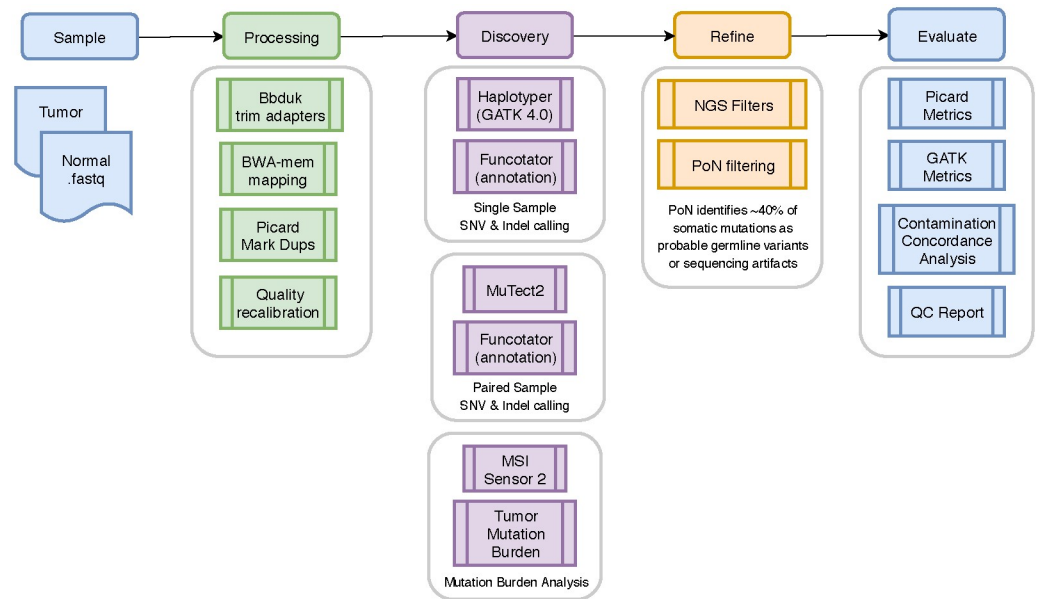 Sample
Processing
Discovery
Refine
Evaluate
Tumor
Normal
.fastq
Bbduk
trim adapters
BWA-mem
mapping
Picard
Mark Dups
Quality
recalibration
Haplotyper
(GATK 4.0)
Funcotator
(annotation)
Single Sample
SNV & Indel calling
MuTect2
Funcotator
(annotation)
Paired Sample
SNV & Indel calling
MSI
Sensor 2
Tumor
Mutation
Burden
Mutation Burden Analysis
NGS Filters
PoN filtering
PoN identifies ~40% of
somatic mutations as
probable germline variants
or sequencing artifacts
Picard
Metrics
GATK
Metrics
Contamination
Concordance
Analysis
QC Report